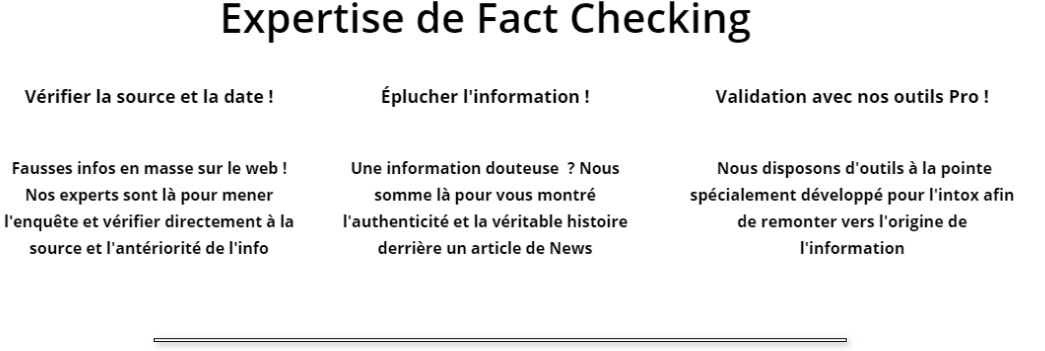 Expertise de Fact Checking
Vérifier la source et la date !
Fausses infos en masse sur le web !
Nos experts sont là pour mener
l'enquête et vérifier directement à la
source et l'antériorité de l'info
Éplucher l'information !
Une information douteuse  ? Nous
somme là pour vous montré
l'authenticité et la véritable histoire
derrière un article de News
Validation avec nos outils Pro !
Nous disposons d'outils à la pointe
spécialement développé pour l'intox afin
de remonter vers l'origine de
l'information